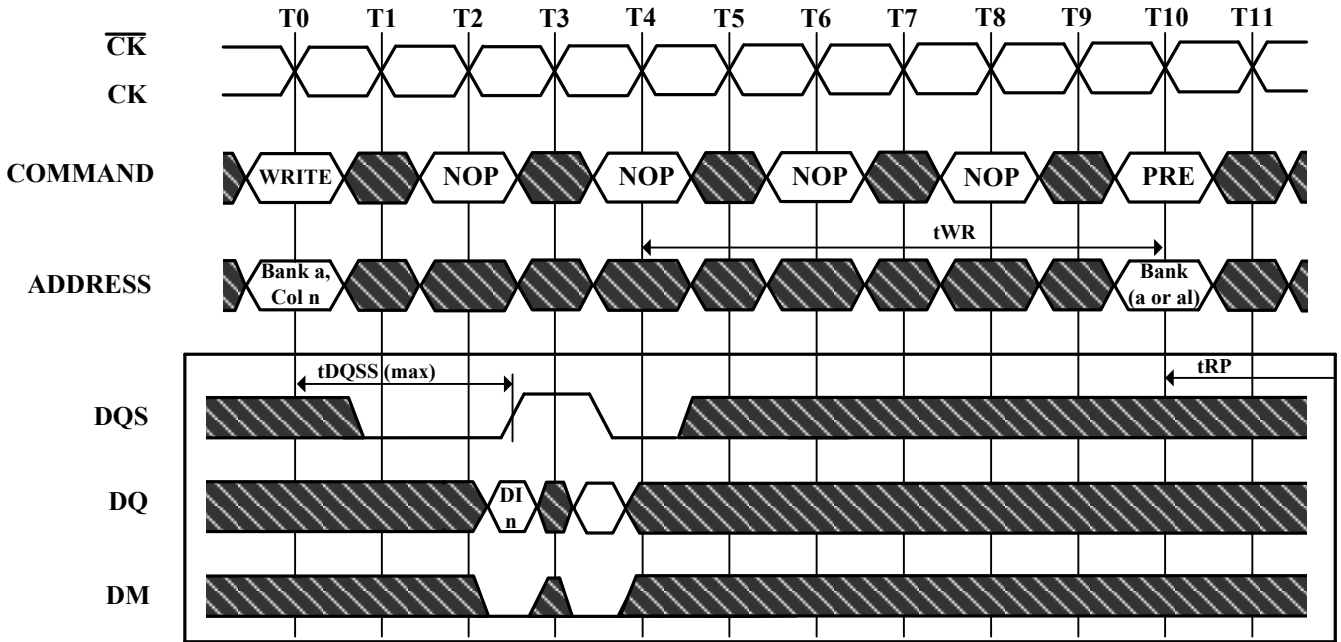 T0 T1 T2 T3 T4 T5 T6 T7 T8 T9 T10 T11
CK
CK
COMMAND
WRITE NOP NOP NOP NOP PRE
tWR
ADDRESS
Bank a,
Col n
Bank
(a or al)
tDQSS (max)
tRP
DQS
DQ
DI
n
DM